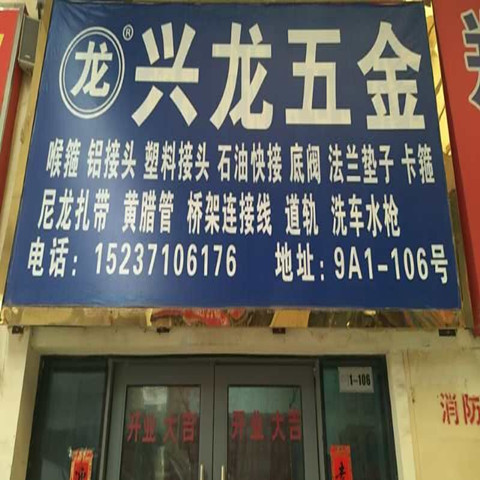 龙® 兴龙五金
喉箍 铝接头 塑料接头 石油快接 底阀 法兰垫子 卡箍
尼龙扎带 黄腊管 桥架连接线 道轨 洗车水枪
电话：15237106176 地址：9A1-106号
1-106
开业大吉 开业大吉
消防